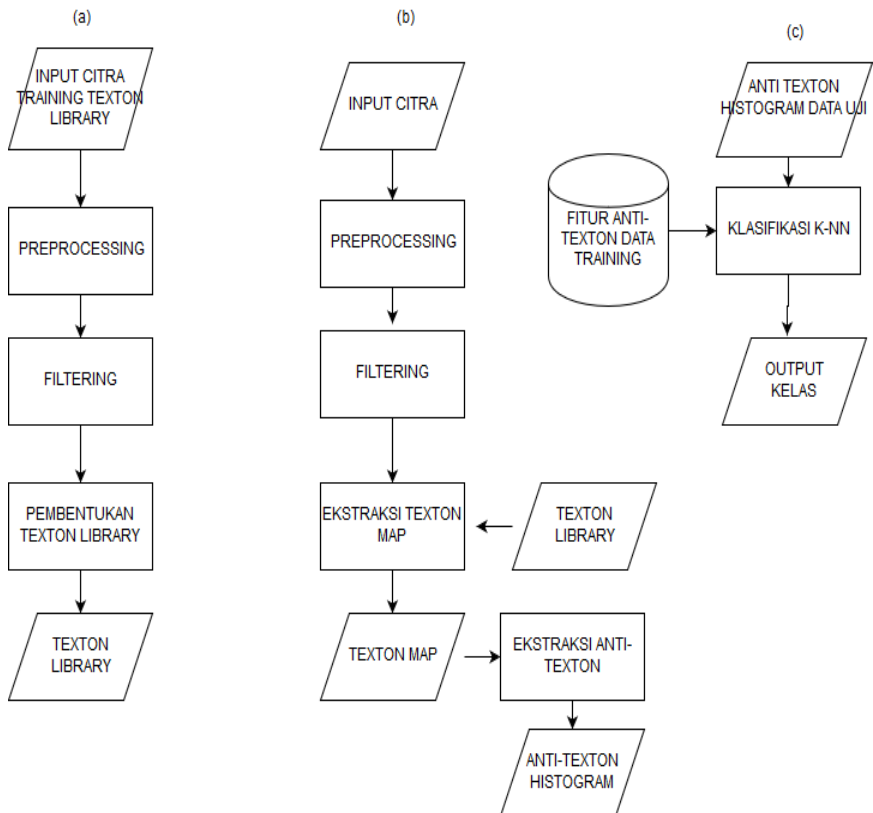 (a)
INPUT CITRA
TRAINING TEXTON
LIBRARY
PREPROCESSING
FILTERING
PEMBENTUKAN
TEXTON LIBRARY
TEXTON
LIBRARY
(b)
INPUT CITRA
PREPROCESSING
FILTERING
EKSTRAKSI TEXTON
MAP
TEXTON
LIBRARY
TEXTON MAP
EKSTRAKSI ANTI-
TEXTON
ANTI-TEXTON
HISTOGRAM
(c)
ANTI TEXTON
HISTOGRAM DATA UJI
FITUR ANTI-
TEXTON DATA
TRAINING
KLASIFIKASI K-NN
OUTPUT
KELAS